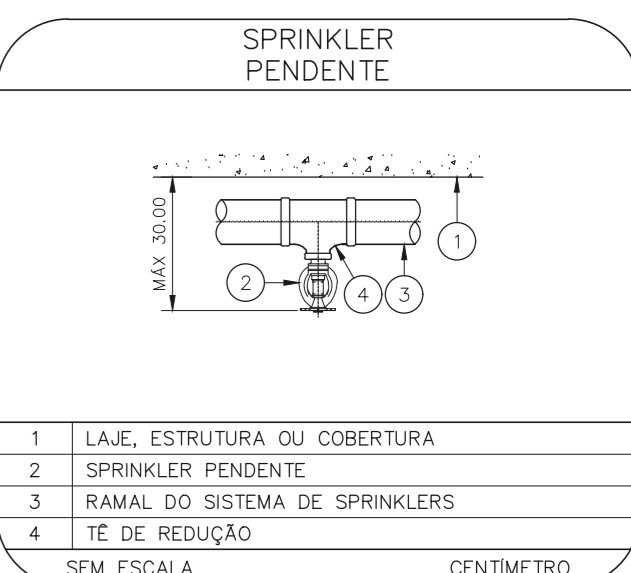 SPRINKLER
PENDENTE
MÁX 30.00
1
2
4
3
1 LAJE, ESTRUTURA OU COBERTURA
2 SPRINKLER PENDENTE
3 RAMAL DO SISTEMA DE SPRINKLERS
4 TÊ DE REDUÇÃO
SEM ESCALA CENTÍMETRO